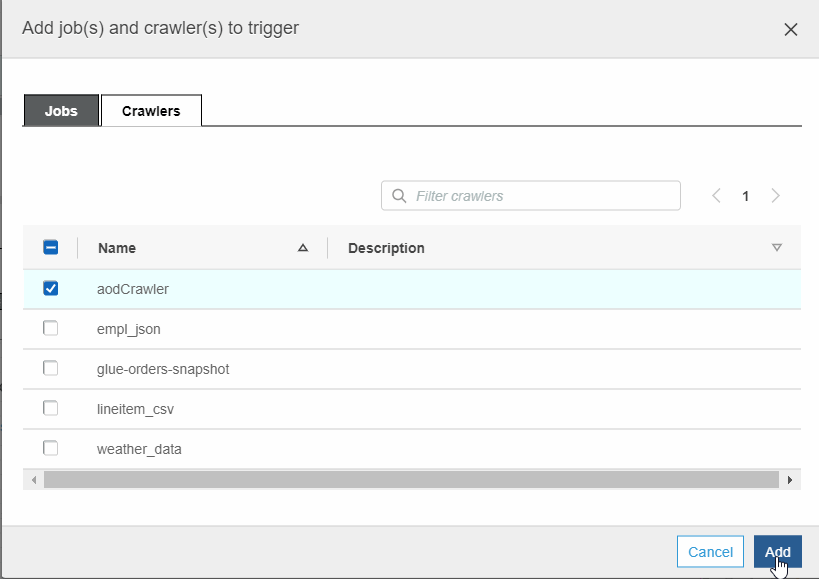 Add job(s) and crawler(s) to trigger
Jobs Crawlers
Filter crawlers 1
Name Description
aodCrawler
empl_json
glue-orders-snapshot
lineitem_csv
weather_data
Cancel Add